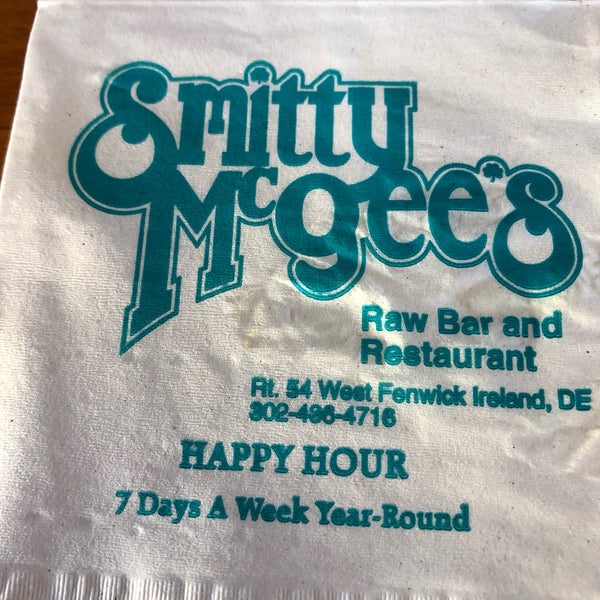 Smitty
McGee's
Raw Bar and
Restaurant
Rt. 54 West Fenwick Ireland, DE
302-436-4716
HAPPY HOUR
7 Days A Week Year-Round